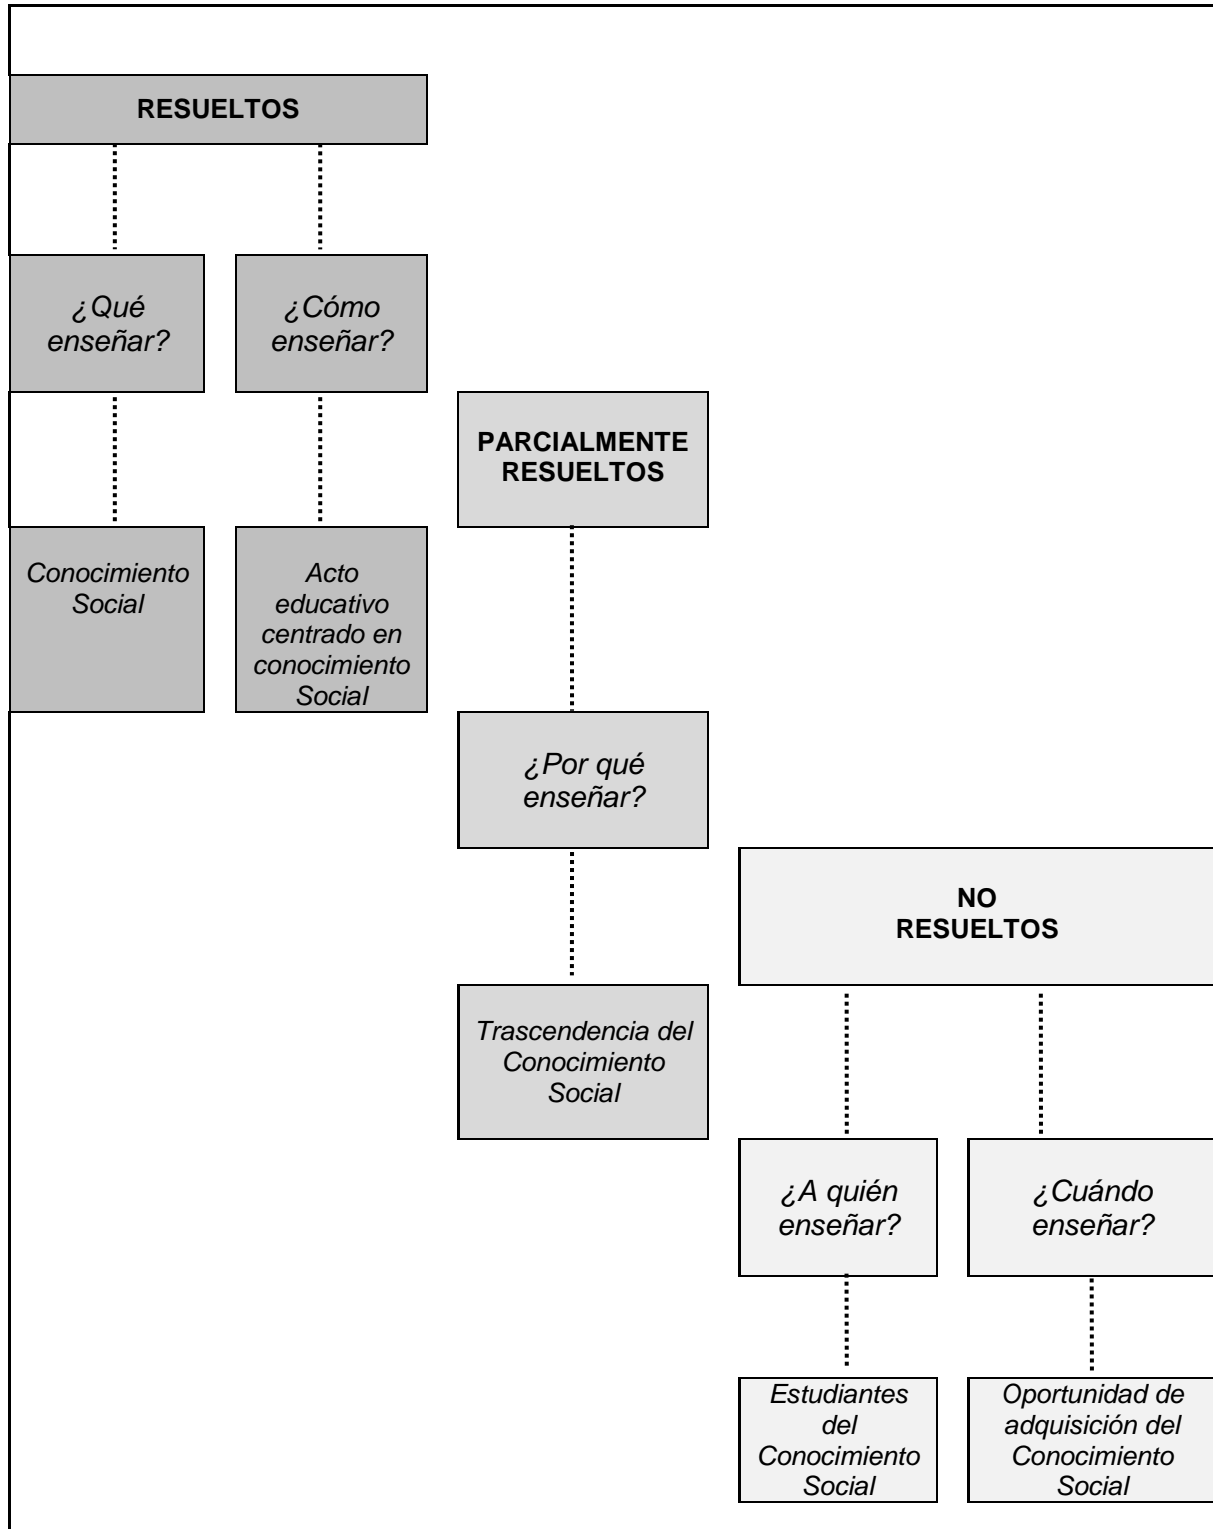 RESUELTOS
¿Qué
enseñar?
¿Cómo
enseñar?
Conocimiento
Social
Acto
educativo
centrado en
conocimiento
Social
PARCIALMENTE
RESUELTOS
¿Por qué
enseñar?
Trascendencia del
Conocimiento
Social
NO
RESUELTOS
¿A quién
enseñar?
¿Cuándo
enseñar?
Estudiantes
del
Conocimiento
Social
Oportunidad de
adquisición del
Conocimiento
Social